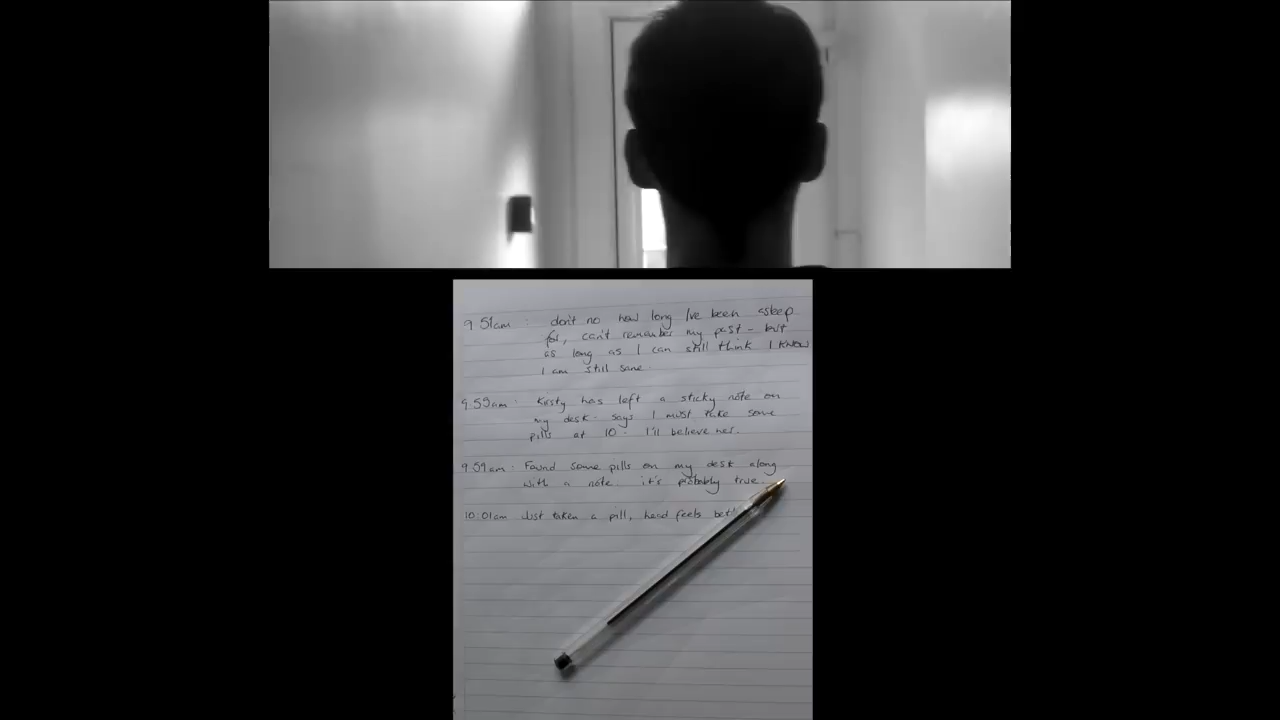 9.51am : don't no how long I've been asleep
for, can't remember my past - but
as long as I can still think I KNOW
I am still sane.
9.55am : Kirsty has left a sticky note on
my desk. says I must take some
pills at 10. I'll believe her.
9.59am : Found some pills on my desk along
with a note. it's probably true.
10:01am Just taken a pill, head feels